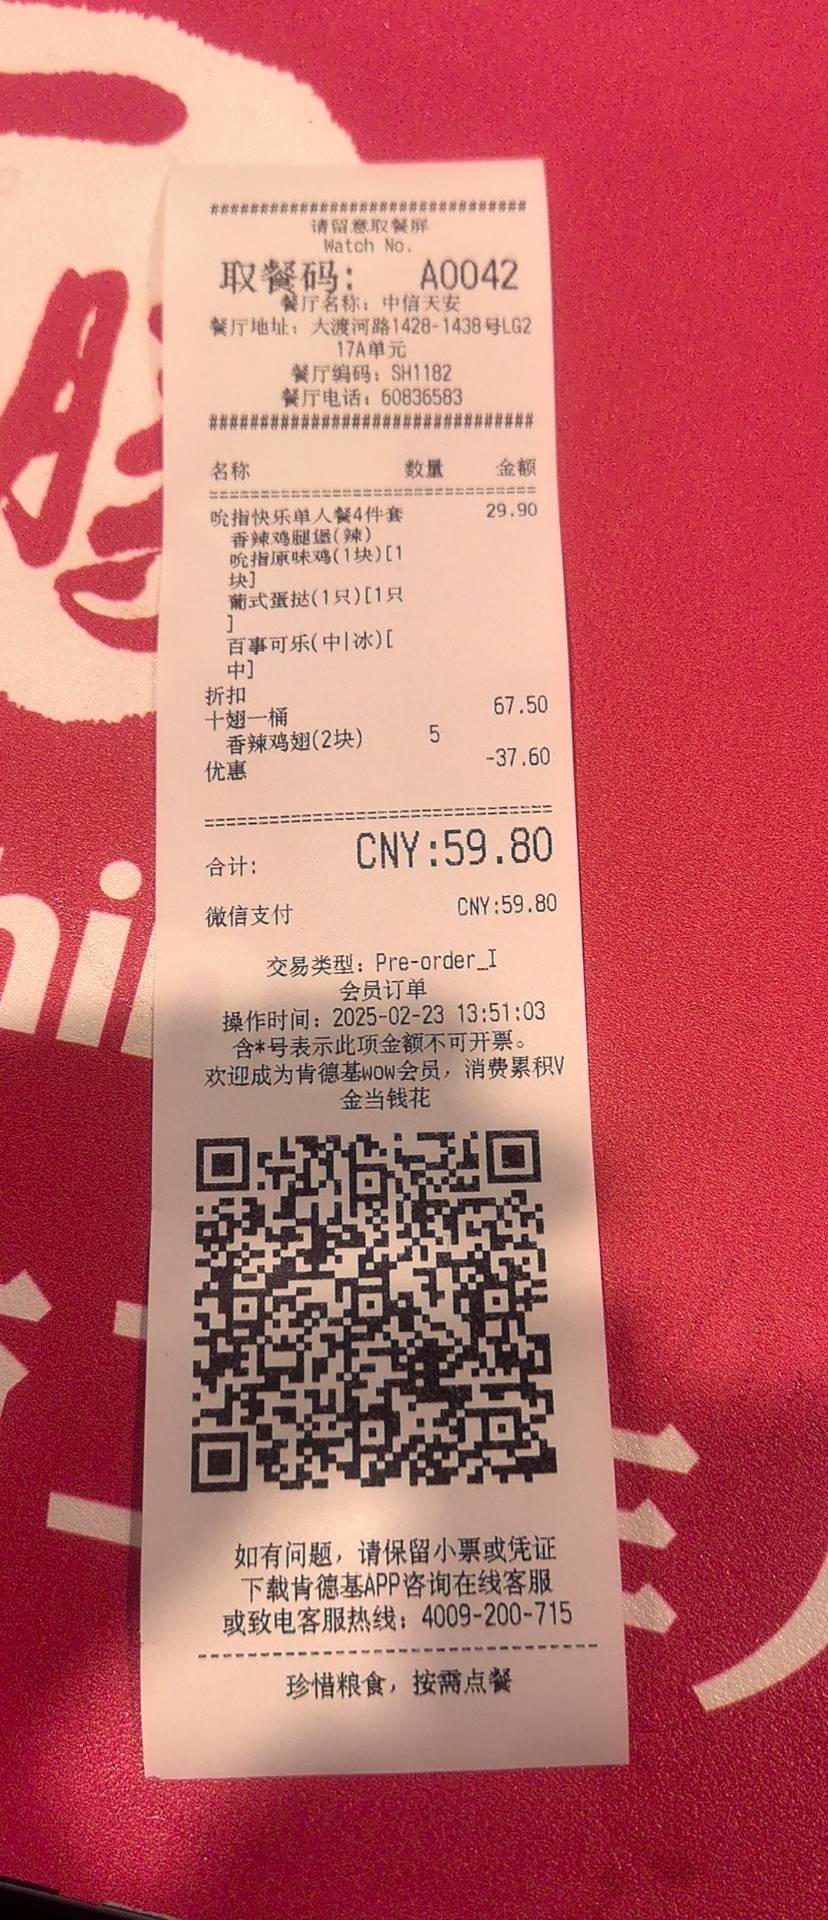 ################################
请留意取餐屏
Watch No.
取餐码： A0042
餐厅名称：中信天安
餐厅地址：大渡河路1428-1438号LG2
17A单元
餐厅编码：SH1182
餐厅电话：60836583
################################
名称 数量 金额
================================
吮指快乐单人餐4件套 29.90
香辣鸡腿堡(辣)
吮指原味鸡(1块)[1
块]
葡式蛋挞(1只)[1只
]
百事可乐(中|冰)[
中]
折扣
十翅一桶 67.50
香辣鸡翅(2块) 5
优惠 -37.60
================================
合计: CNY:59.80
微信支付 CNY:59.80
交易类型：Pre-order_I
会员订单
操作时间：2025-02-23 13:51:03
含*号表示此项金额不可开票。
欢迎成为肯德基wow会员，消费累积V
金当钱花
如有问题，请保留小票或凭证
下载肯德基APP咨询在线客服
或致电客服热线：4009-200-715
--------------------------------
珍惜粮食，按需点餐